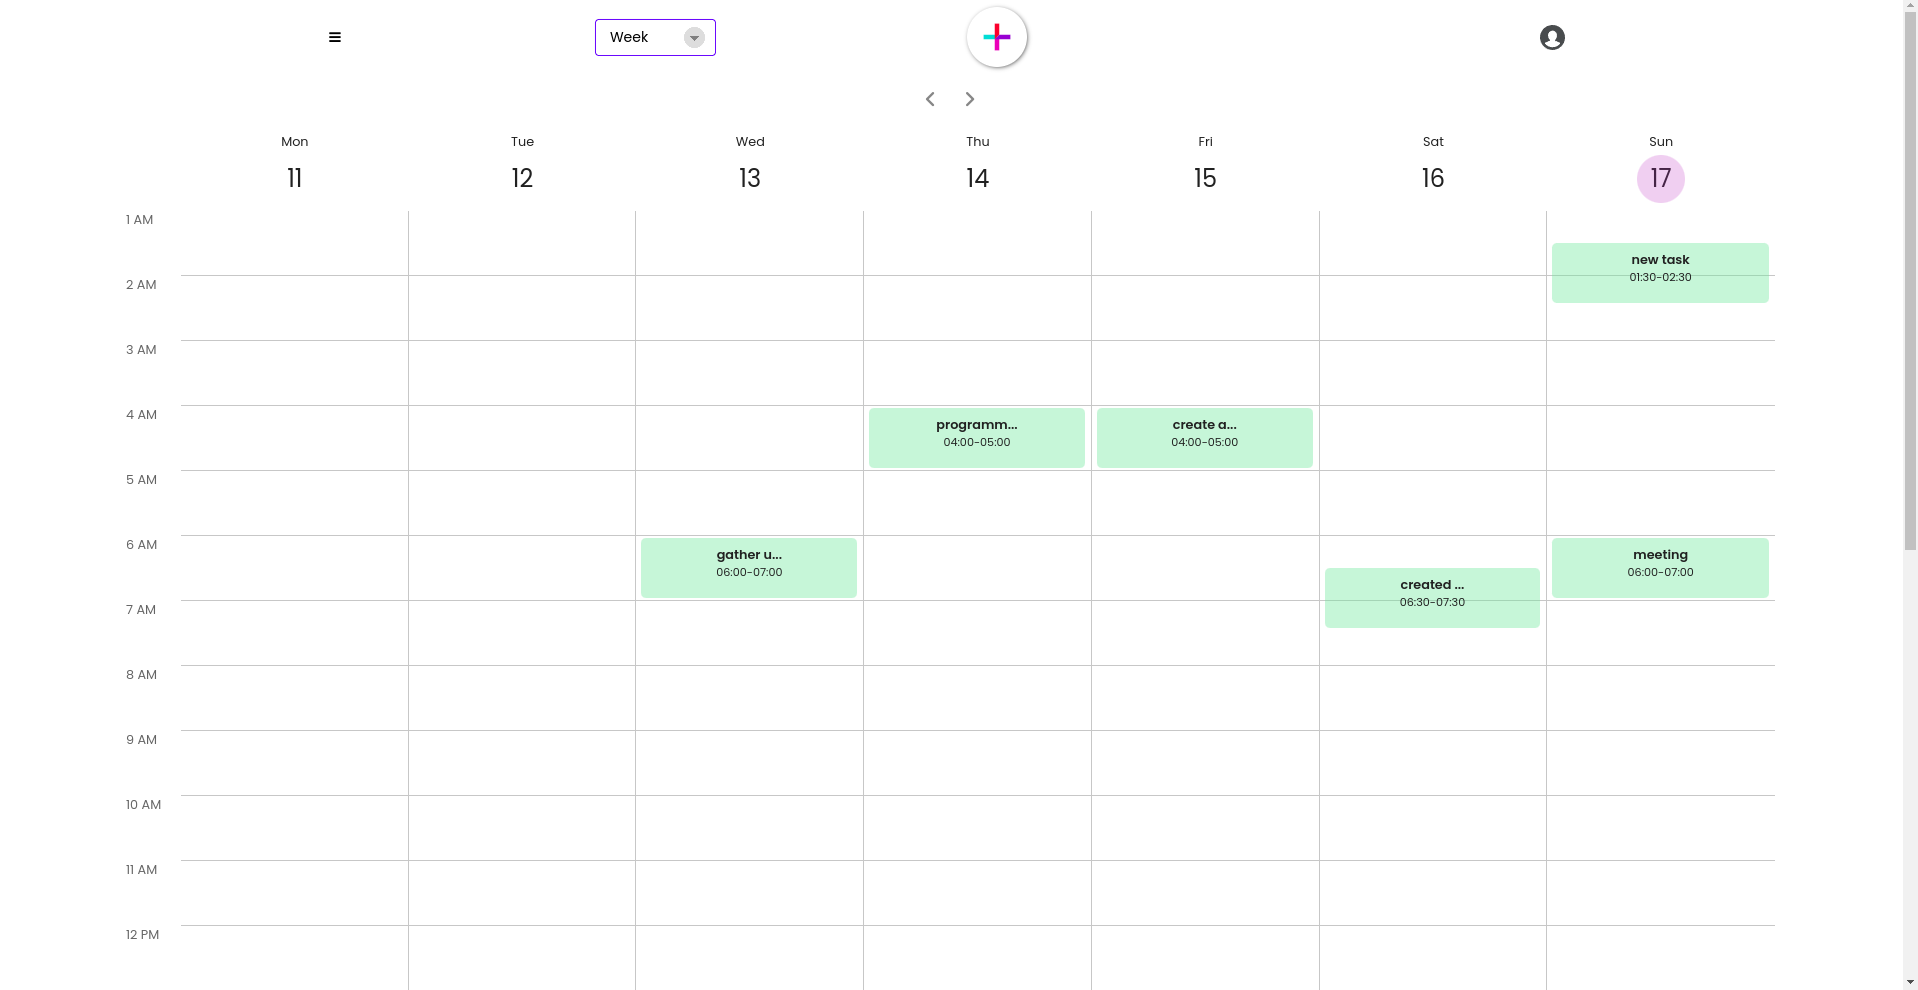 Week
Mon Tue Wed Thu Fri Sat Sun
11 12 13 14 15 16 17
1 AM
new task
01:30-02:30
2 AM
3 AM
4 AM
programm... create a...
04:00-05:00 04:00-05:00
5 AM
6 AM
gather u... meeting
06:00-07:00 06:00-07:00
created ...
06:30-07:30
7 AM
8 AM
9 AM
10 AM
11 AM
12 PM